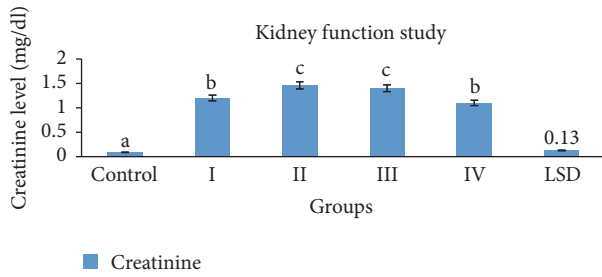 Kidney function study
Creatinine level (mg/dl)
2
1.5
1
0.5
0
a
b
c
c
b
0.13
Control
I
II
III
IV
LSD
Groups
Creatinine